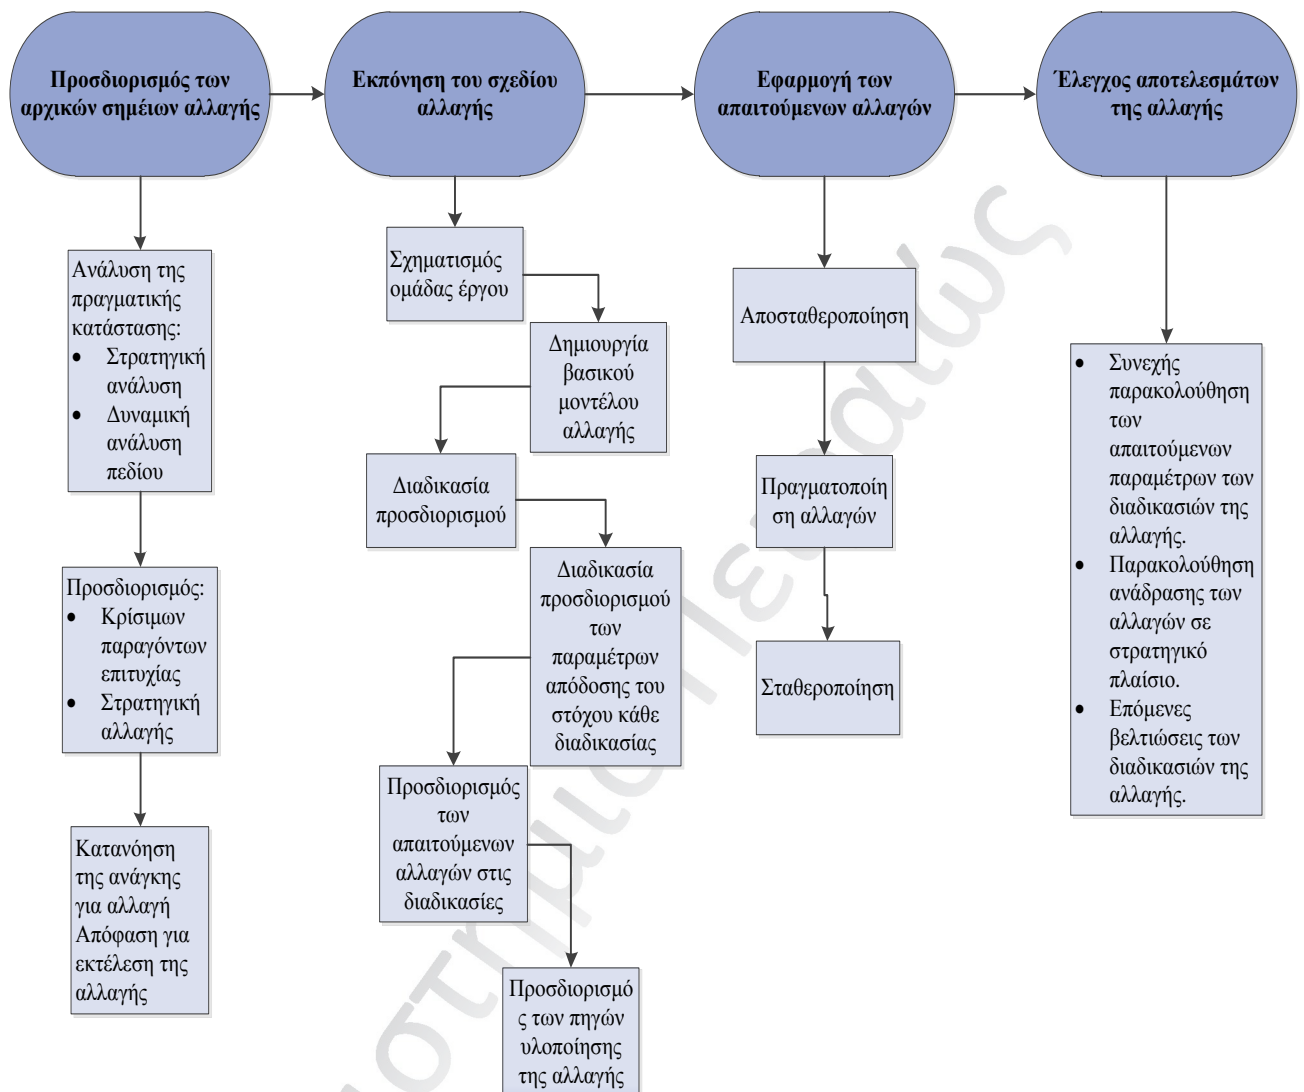 Προσδιορισμός των
αρχικών σημέιων αλλαγής
Εκπόνηση του σχεδίου
αλλαγής
Εφαρμογή των
απαιτούμενων αλλαγών
Έλεγχος αποτελεσμάτων
της αλλαγής
Ανάλυση της
πραγματικής
κατάστασης:
• Στρατηγική
ανάλυση
• Δυναμική
ανάλυση
πεδίου
Προσδιορισμός:
• Κρίσιμων
παραγόντων
επιτυχίας
• Στρατηγική
αλλαγής
Κατανόηση
της ανάγκης
για αλλαγή
Απόφαση για
εκτέλεση της
αλλαγής
Σχηματισμός
ομάδας έργου
Δημιουργία
βασικού
μοντέλου
αλλαγής
Διαδικασία
προσδιορισμού
Διαδικασία
προσδιορισμού
των
παραμέτρων
απόδοσης του
στόχου κάθε
διαδικασίας
Προσδιορισμός
των
απαιτούμενων
αλλαγών στις
διαδικασίες
Προσδιορισμό
ς των πηγών
υλοποίησης
της αλλαγής
Αποσταθεροποίηση
Πραγματοποίη
ση αλλαγών
Σταθεροποίηση
• Συνεχής
παρακολούθηση
των
απαιτούμενων
παραμέτρων των
διαδικασιών της
αλλαγής.
• Παρακολούθηση
ανάδρασης των
αλλαγών σε
στρατηγικό
πλαίσιο.
• Επόμενες
βελτιώσεις των
διαδικασιών της
αλλαγής.